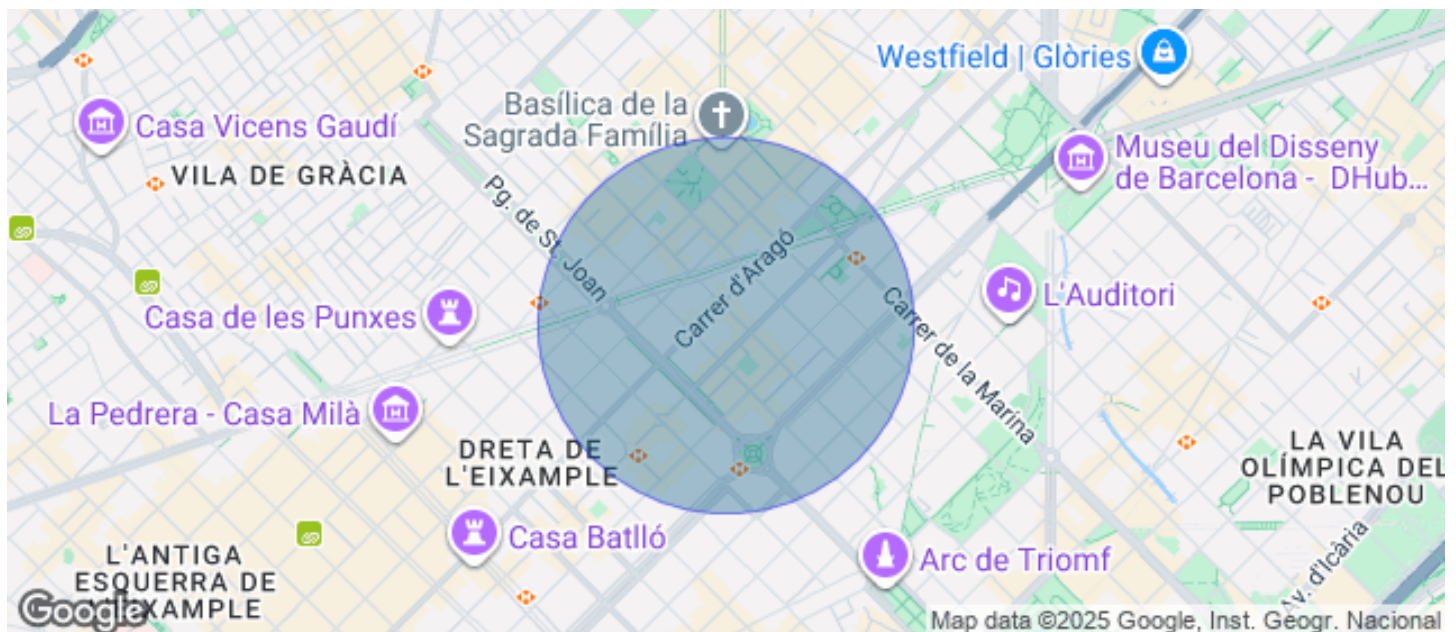 Westfield | Glòries
Basílica de la
Sagrada Família
Casa Vicens Gaudí
VILA DE GRÀCIA
Museu del Disseny
de Barcelona - DHub...
Pg. de St. Joan
Carrer d'Aragó
L'Auditori
Casa de les Punxes
Carrer de la Marina
La Pedrera - Casa Milà
DRETA DE
L'EIXAMPLE
LA VILA
OLÍMPICA DEL
POBLENOU
Casa Batlló
Arc de Triomf
Av. d'Icària
L'ANTIGA
ESQUERRA DE
L'EIXAMPLE
Google
Map data ©2025 Google, Inst. Geogr. Nacional